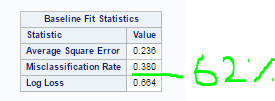 Baseline Fit Statistics
Statistic Value
Average Square Error 0.236
Misclassification Rate 0.380
Log Loss 0.664
62%